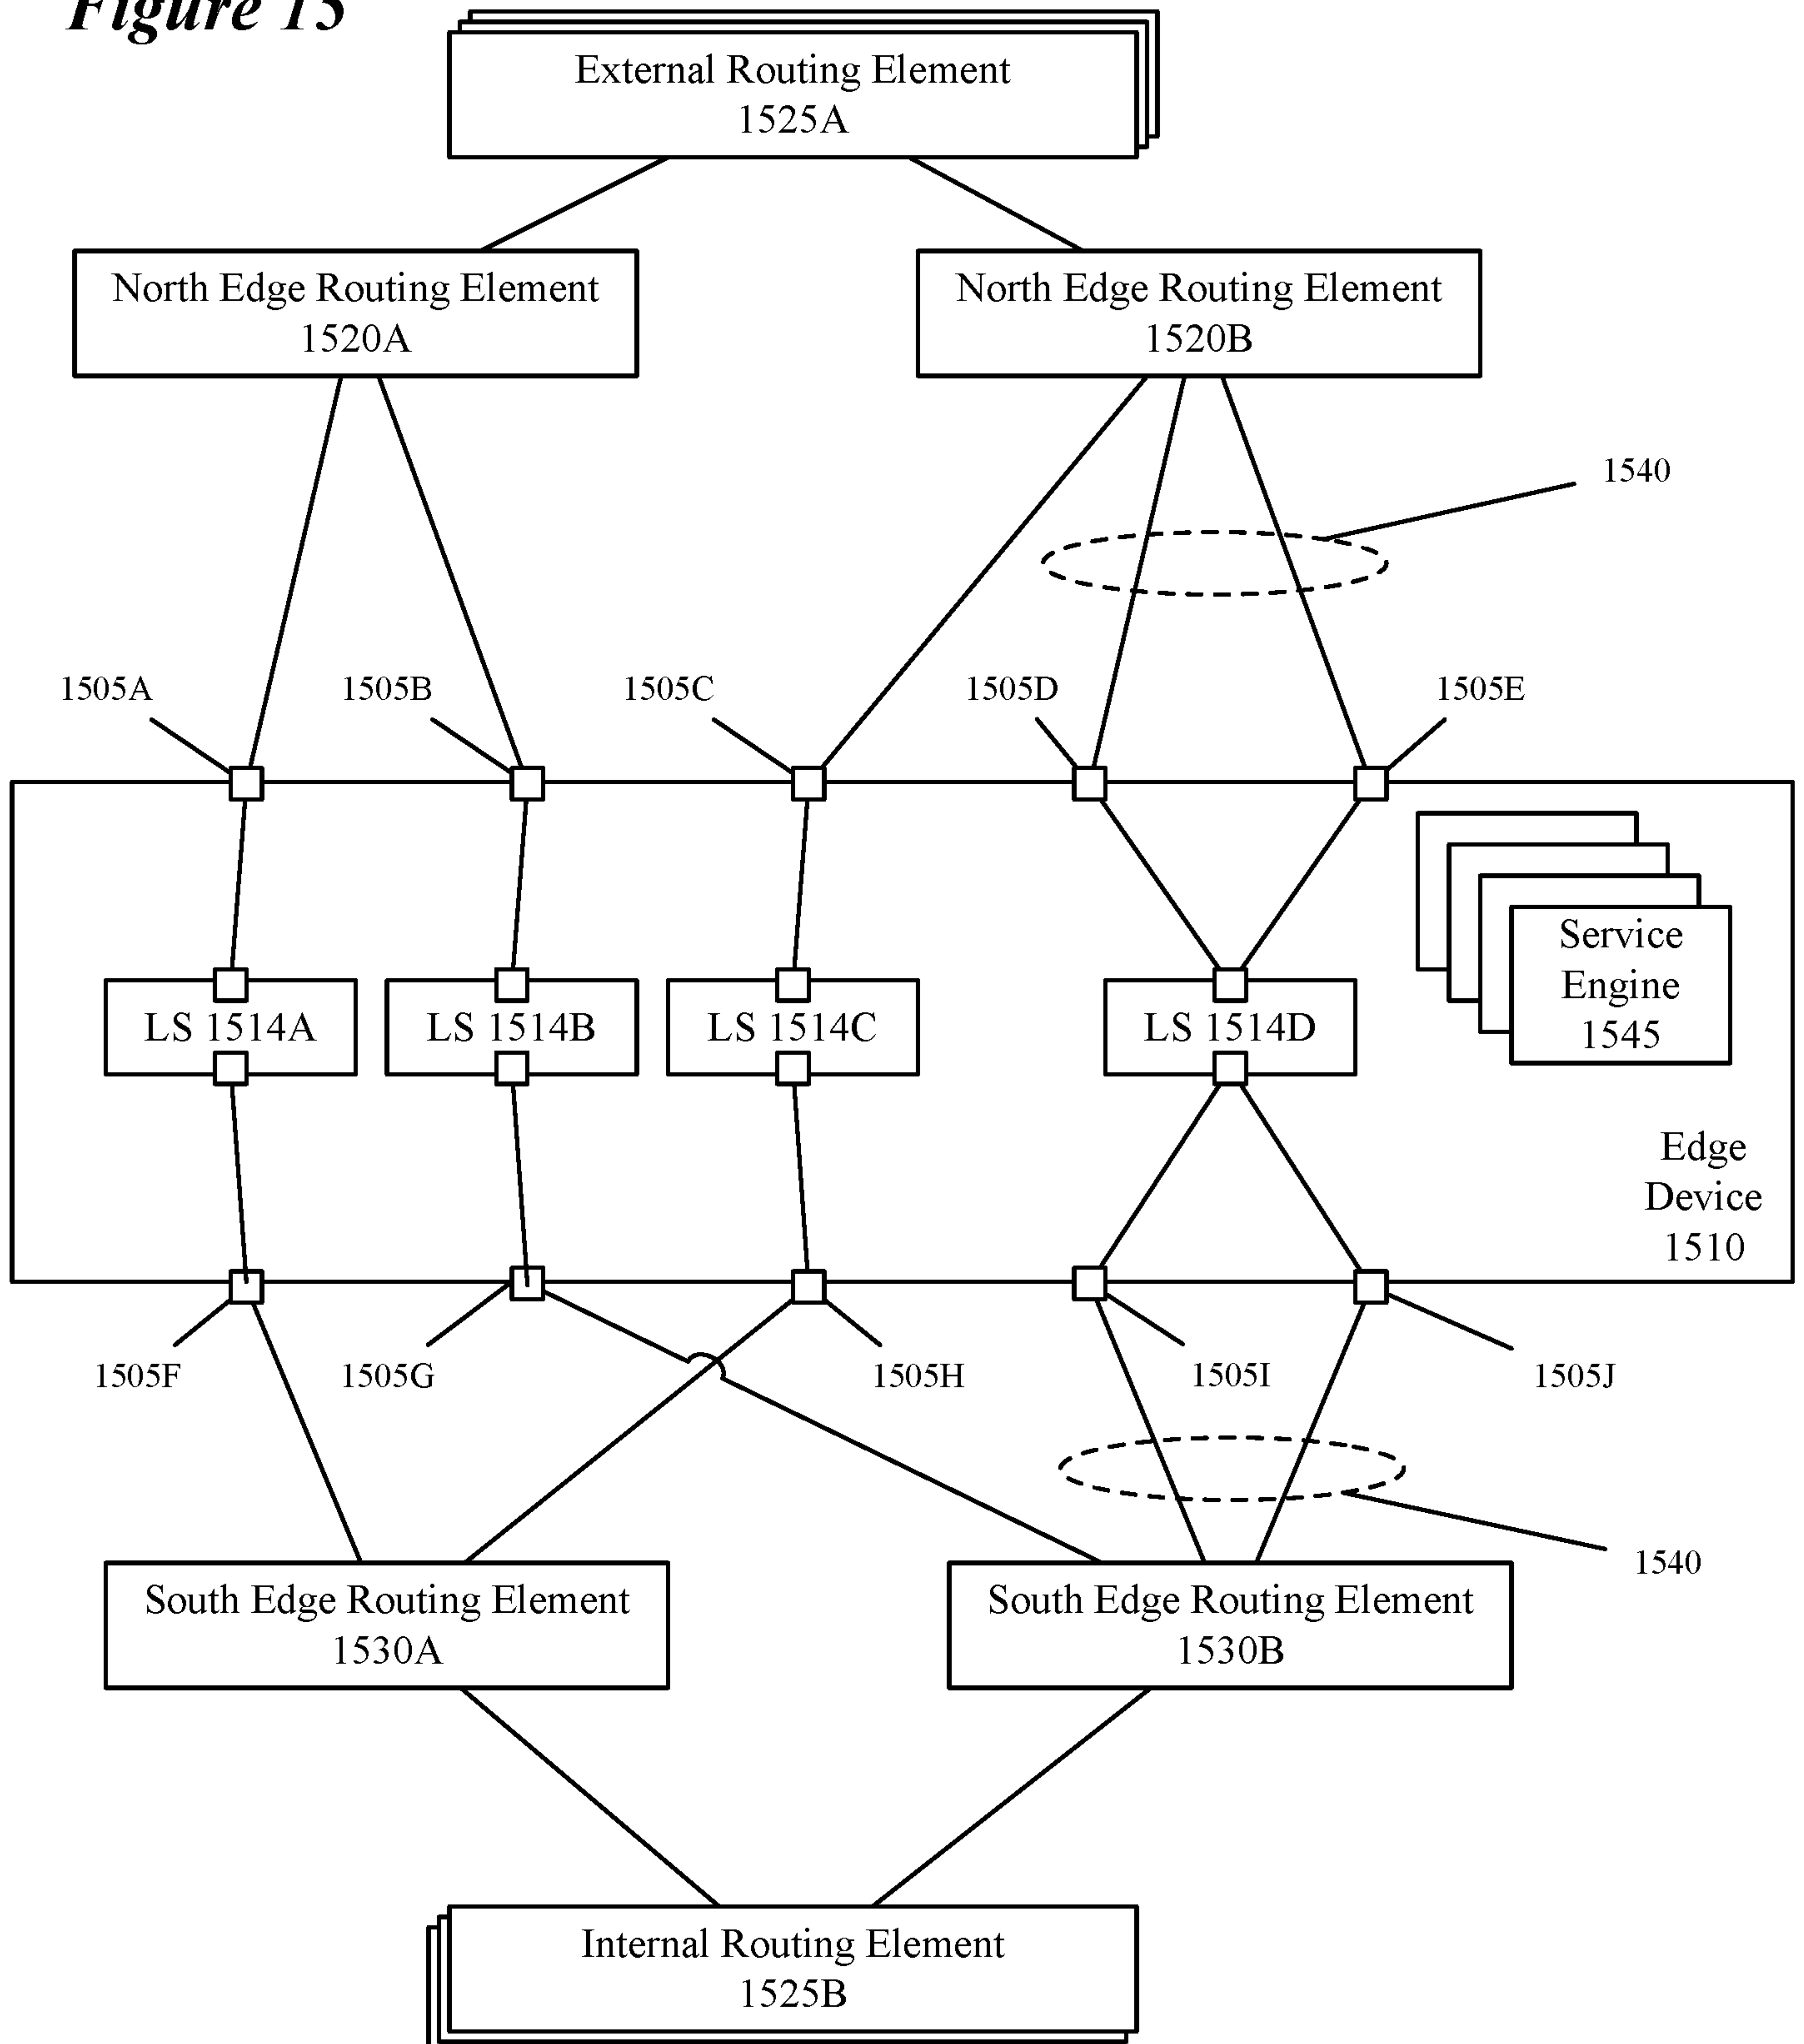 Figure 15
External Routing Element
1525A
North Edge Routing Element
1520A
North Edge Routing Element
1520B
1540
1505A
1505B
1505C
1505D
1505E
Service
Engine
1545
LS 1514A
LS 1514B
LS 1514C
LS 1514D
Edge
Device
1510
1505F
1505G
1505H
1505I
1505J
1540
South Edge Routing Element
1530A
South Edge Routing Element
1530B
Internal Routing Element
1525B